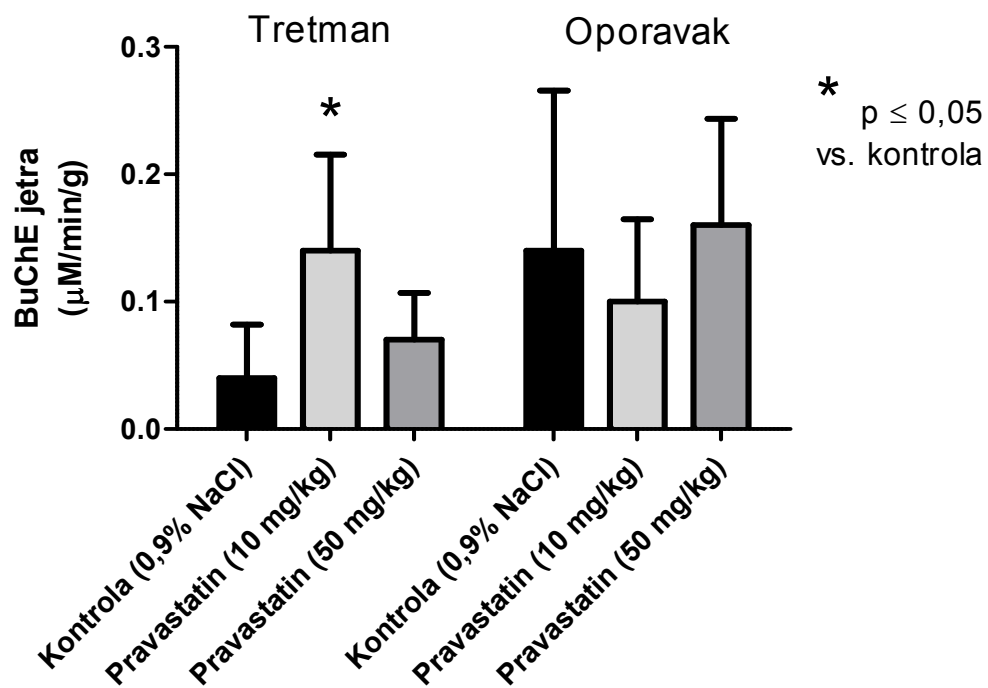 Tretman
Oporavak
*
p ≤ 0,05
vs. kontrola
*
BuChE jetra
(µM/min/g)
0.3
0.2
0.1
0.0
Kontrola (0,9% NaCl)
Pravastatin (10 mg/kg)
Pravastatin (50 mg/kg)
Kontrola (0,9% NaCl)
Pravastatin (10 mg/kg)
Pravastatin (50 mg/kg)